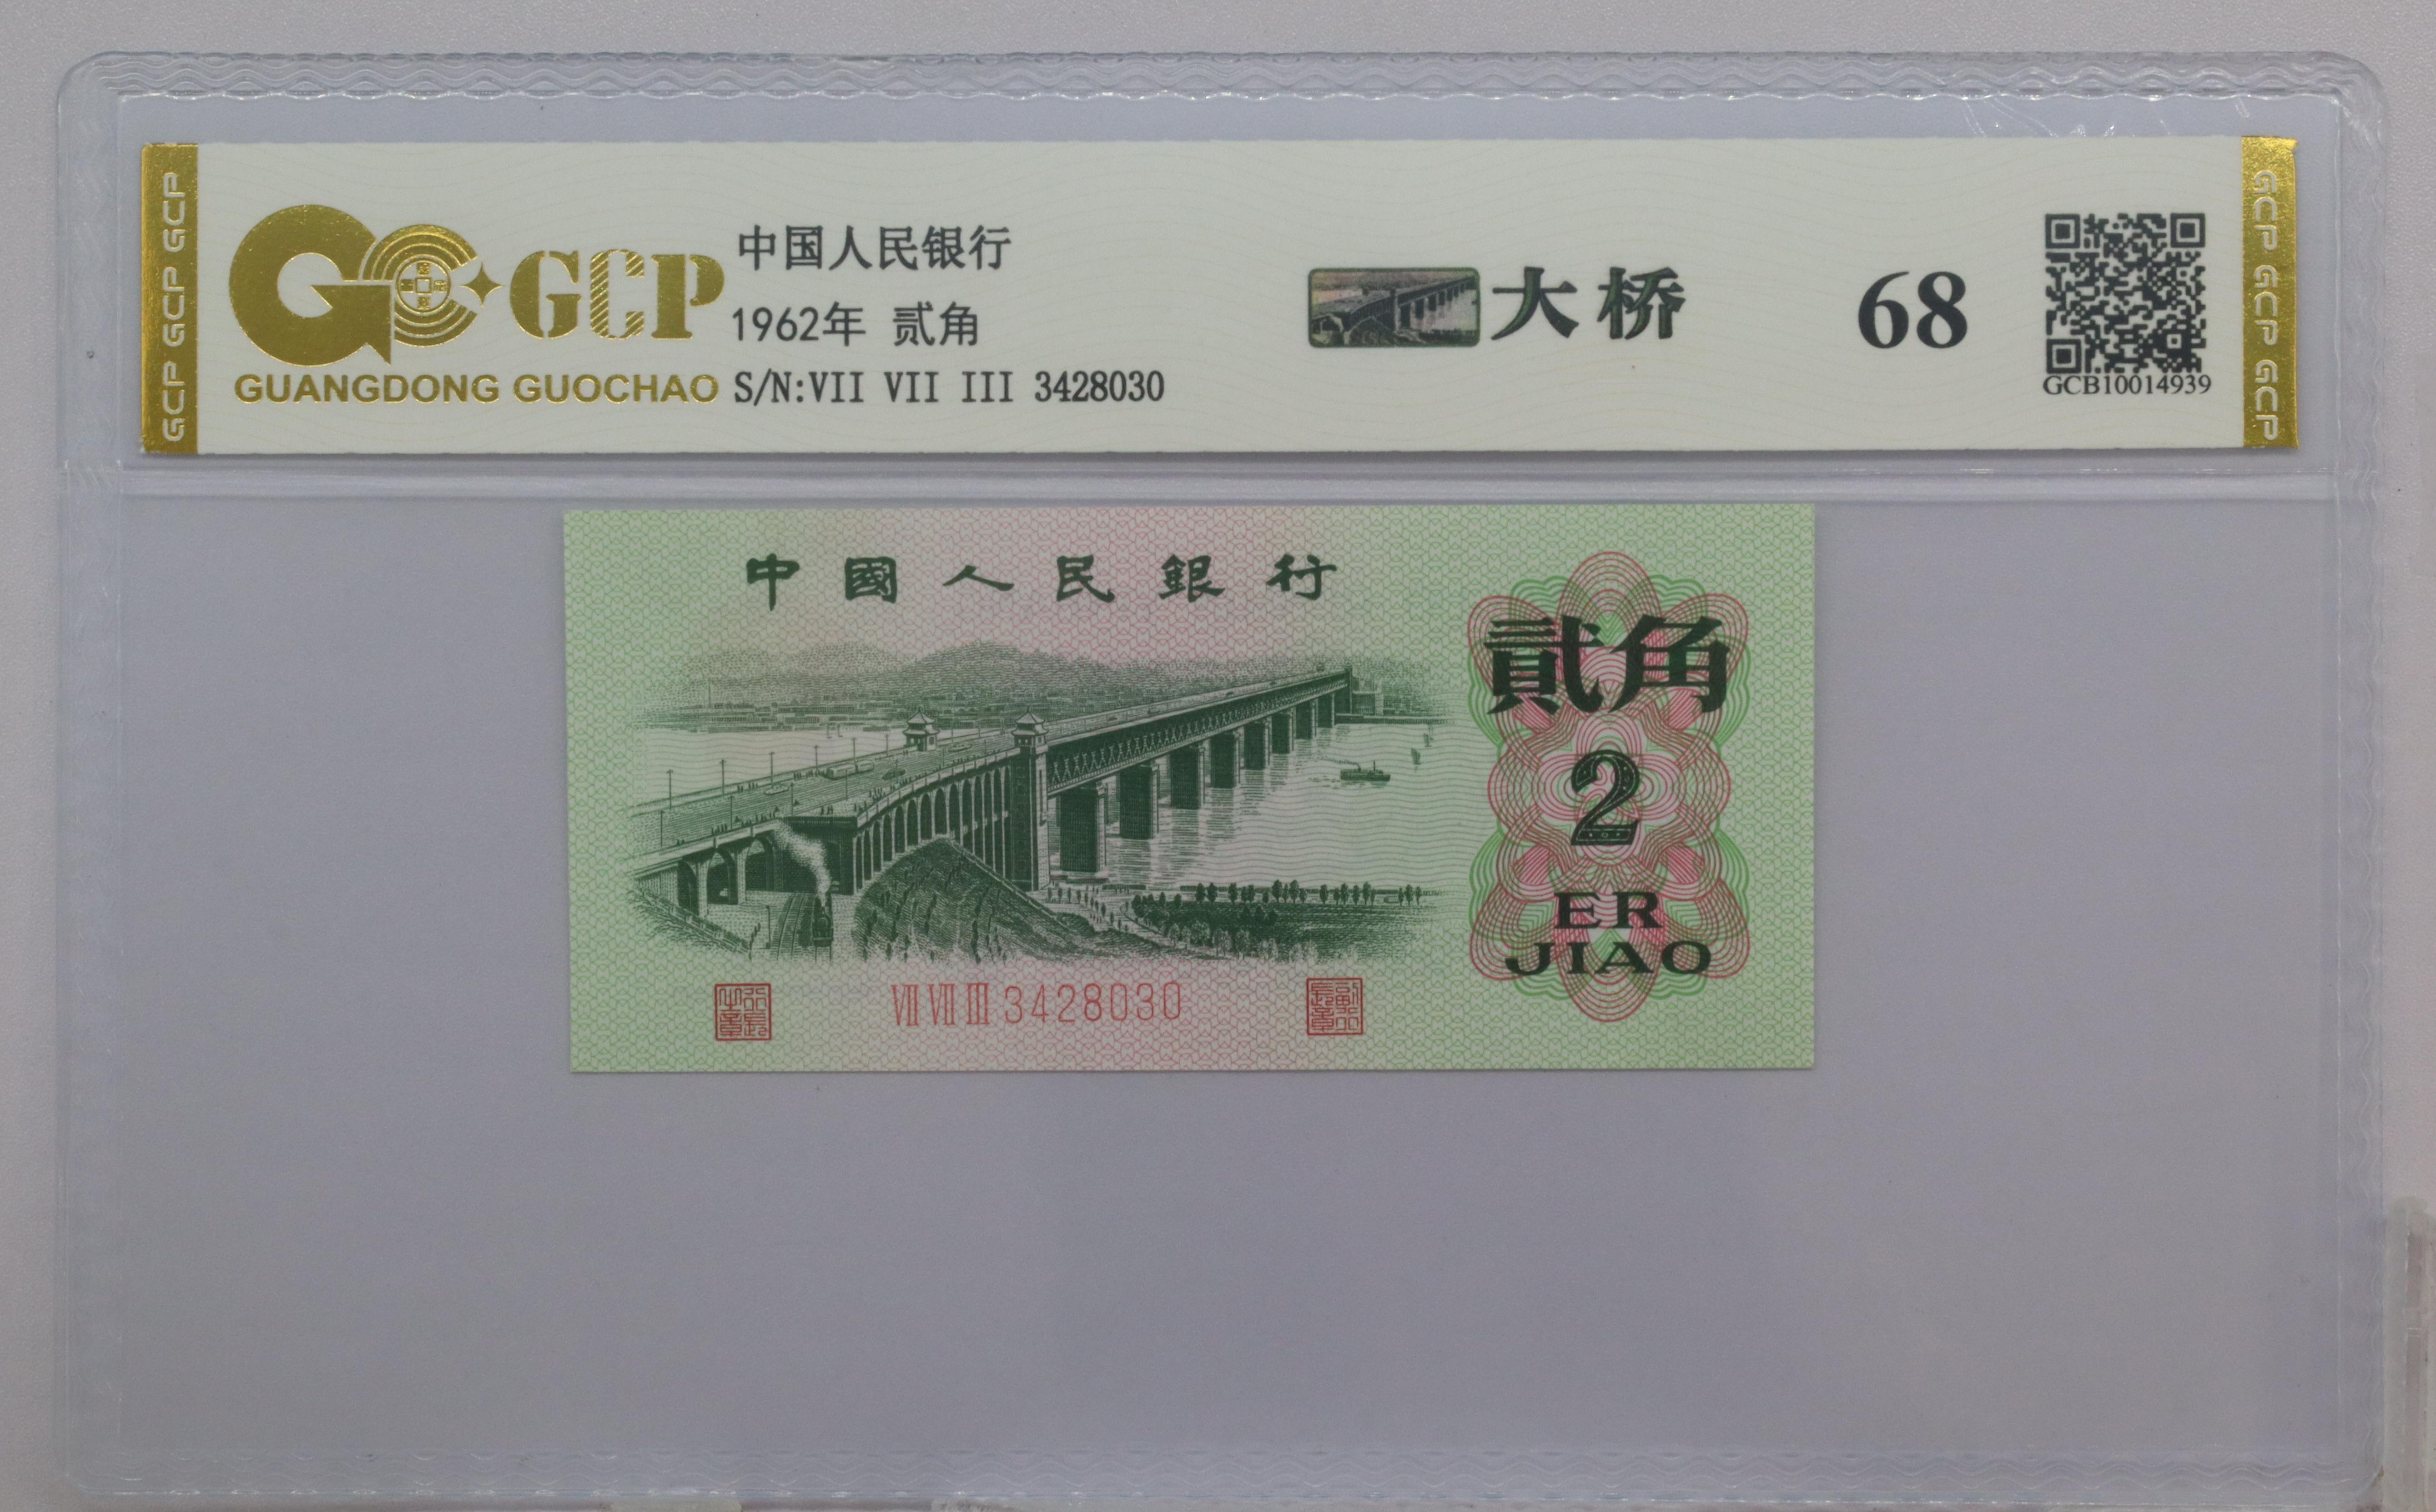 GCP GCP GCP
GCP
GUANGDONG GUOCHAO
中国人民银行
1962年 贰角
S/N:VII VII III 3428030
大桥
68
GCB10014939
GCP GCP GCP
中國人民銀行
貳角
2
ER
JIAO
VII VII III 3428030